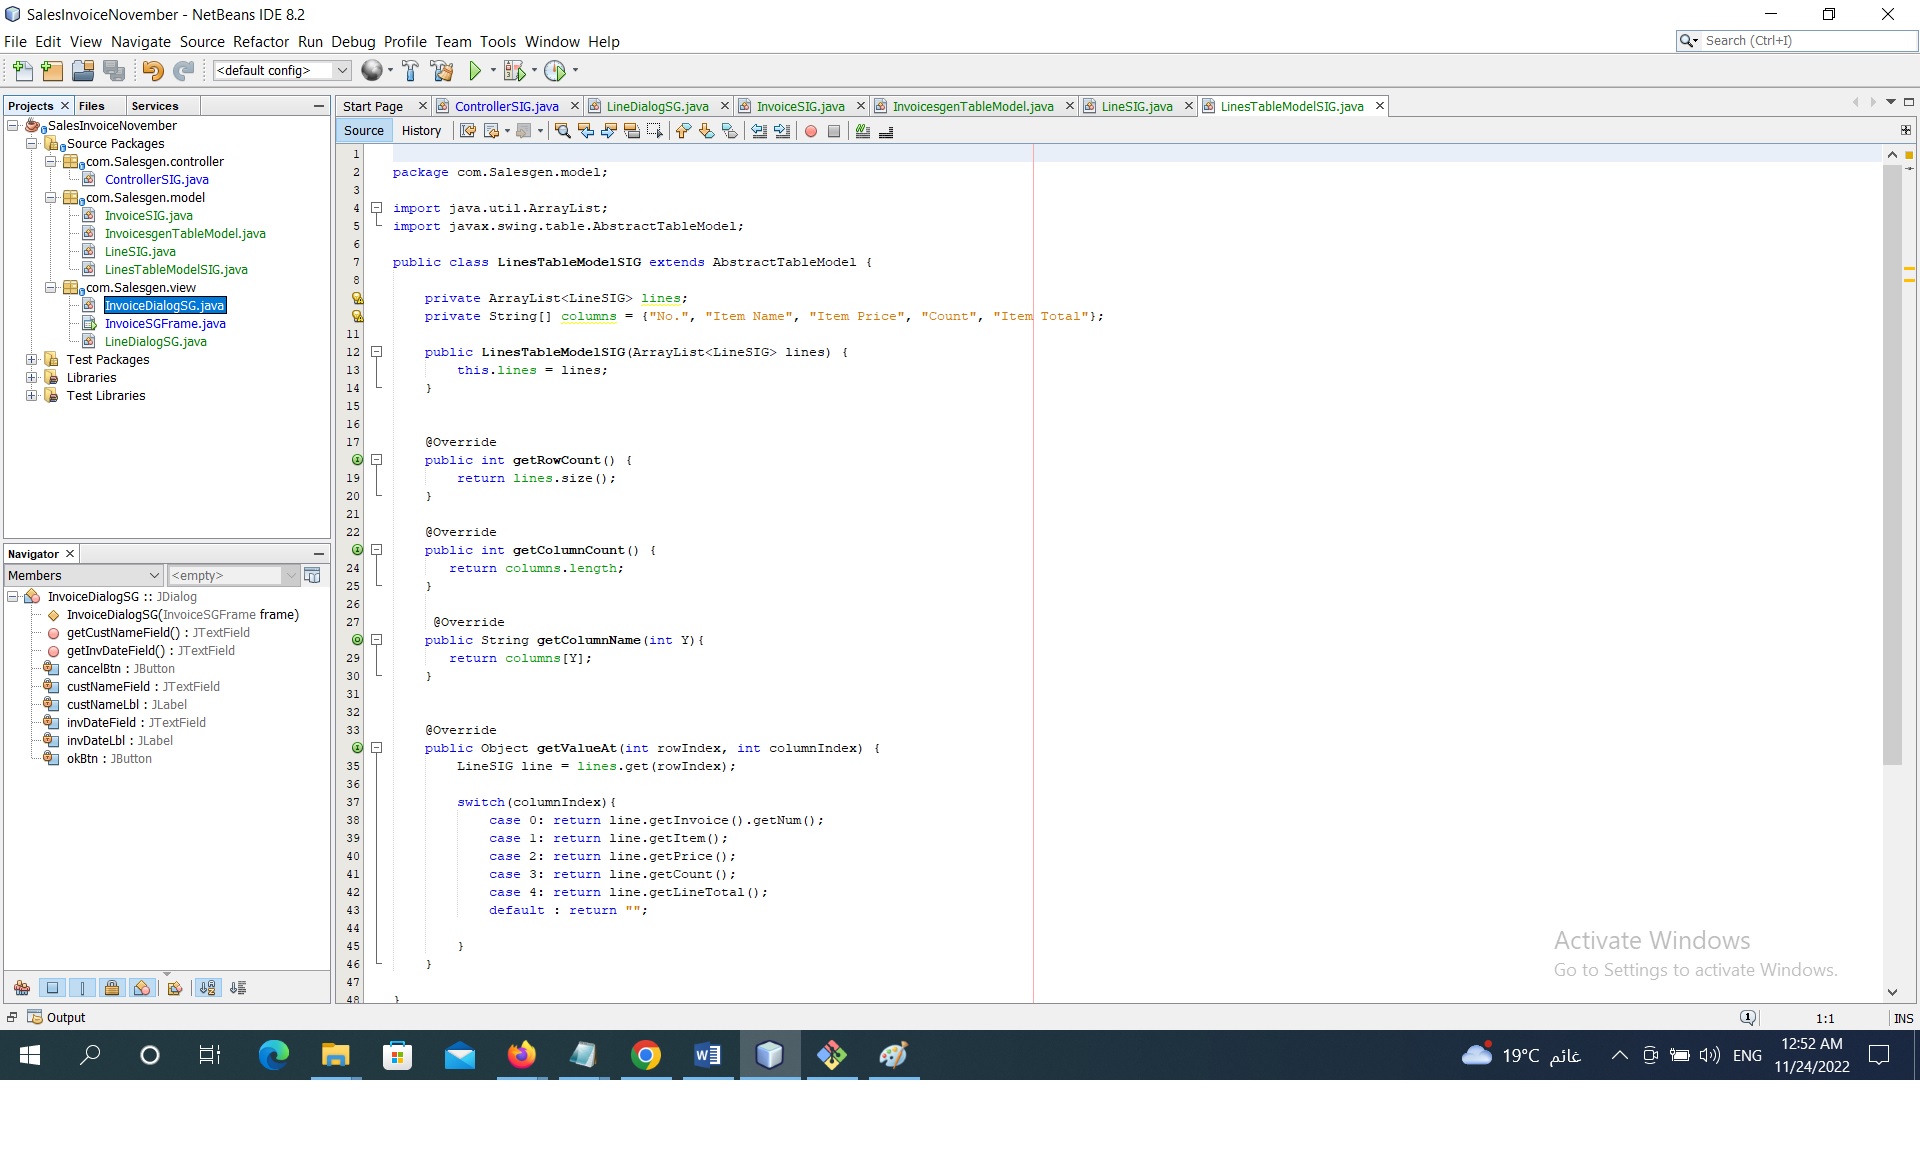 SalesInvoiceNovember - NetBeans IDE 8.2
File Edit View Navigate Source Refactor Run Debug Profile Team Tools Window Help
Search (Ctrl+I)
<default config>
Projects Files Services
SalesInvoiceNovember
Source Packages
com.Salesgen.controller
ControllerSIG.java
com.Salesgen.model
InvoiceSIG.java
InvoicesgenTableModel.java
LineSIG.java
LinesTableModelSIG.java
com.Salesgen.view
InvoiceDialogSG.java
InvoiceSGFrame.java
LineDialogSG.java
Test Packages
Libraries
Test Libraries
Navigator
Members <empty>
InvoiceDialogSG :: JDialog
InvoiceDialogSG(InvoiceSGFrame frame)
getCustNameField() : JTextField
getInvDateField() : JTextField
cancelBtn : JButton
custNameField : JTextField
custNameLbl : JLabel
invDateField : JTextField
invDateLbl : JLabel
okBtn : JButton
Start Page ControllerSIG.java LineDialogSG.java InvoiceSIG.java InvoicesgenTableModel.java LineSIG.java LinesTableModelSIG.java
Source History
1
2 package com.Salesgen.model;
3
4 import java.util.ArrayList;
5 import javax.swing.table.AbstractTableModel;
6
7 public class LinesTableModelSIG extends AbstractTableModel {
8
private ArrayList<LineSIG> lines;
private String[] columns = {"No.", "Item Name", "Item Price", "Count", "Item Total"};
11
12 public LinesTableModelSIG(ArrayList<LineSIG> lines) {
13 this.lines = lines;
14 }
15
16
17 @Override
public int getRowCount() {
19 return lines.size();
20 }
21
22 @Override
public int getColumnCount() {
24 return columns.length;
25 }
26
27 @Override
public String getColumnName(int Y){
29 return columns[Y];
30 }
31
32
33 @Override
public Object getValueAt(int rowIndex, int columnIndex) {
35 LineSIG line = lines.get(rowIndex);
36
37 switch(columnIndex){
38 case 0: return line.getInvoice().getNum();
39 case 1: return line.getItem();
40 case 2: return line.getPrice();
41 case 3: return line.getCount();
42 case 4: return line.getLineTotal();
43 default : return "";
44
45 }
46 }
47
48 }
Activate Windows
Go to Settings to activate Windows.
Output
1 1:1 INS
19°C غائم
ENG
12:52 AM
11/24/2022